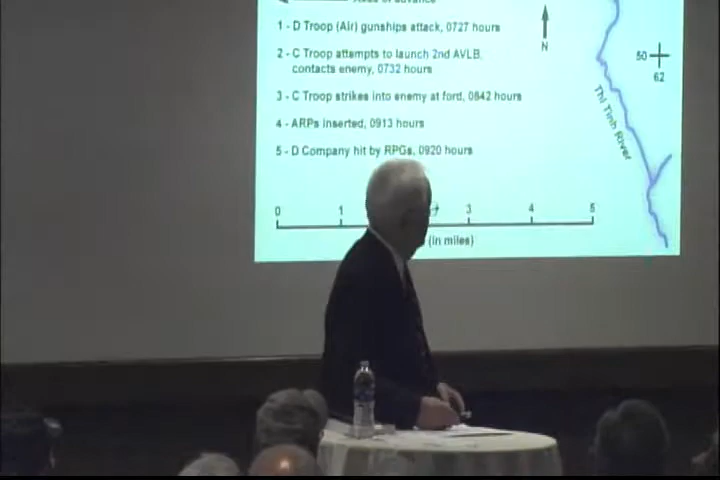 1 - D Troop (Air) gunships attack, 0727 hours
N
2 - C Troop attempts to launch 2nd AVLB,
contacts enemy, 0732 hours
50
62
3 - C Troop strikes into enemy at ford, 0842 hours
Thi Tinh River
4 - ARPs inserted, 0913 hours
5 - D Company hit by RPGs, 0920 hours
0 1 3 4 5
(in miles)